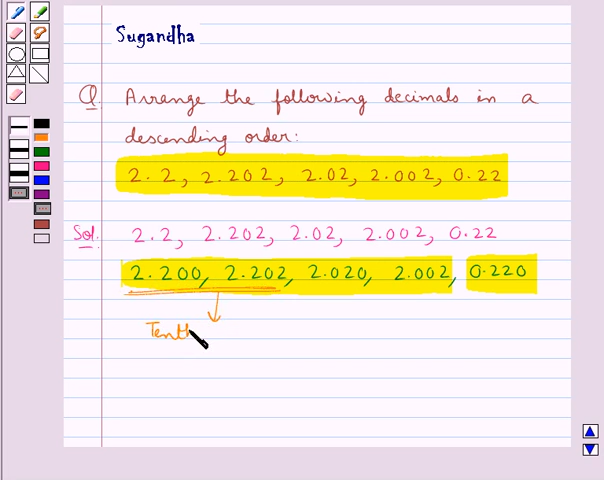 Sugandha
Q. Arrange the following decimals in a
descending order:
2.2, 2.202, 2.02, 2.002, 0.22
Sol. 2.2, 2.202, 2.02, 2.002, 0.22
2.200, 2.202, 2.020, 2.002, 0.220
Tenth